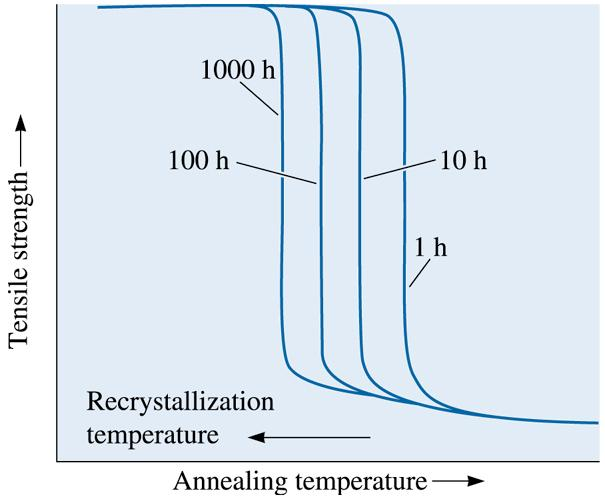 1000 h
100 h
10 h
1 h
Tensile strength
Recrystallization
temperature
Annealing temperature